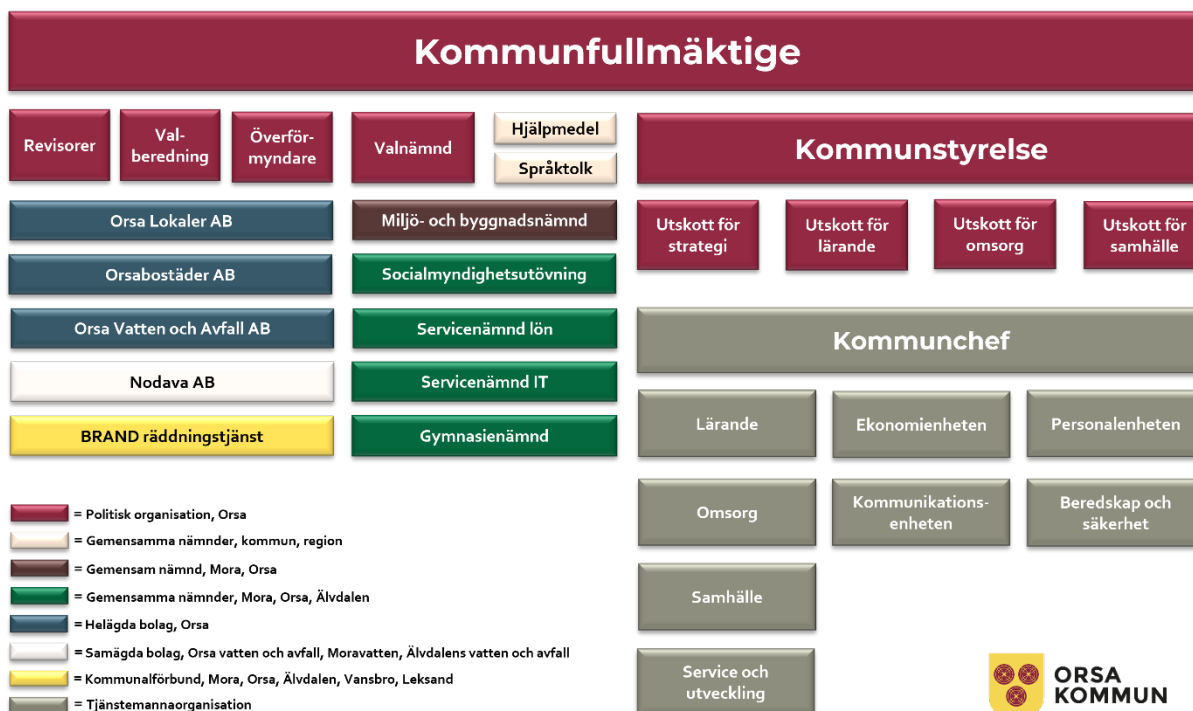 Kommunfullmäktige
Revisorer
Val-
beredning
Överför-
myndare
Valnämnd
Hjälpmedel
Språktolk
Kommunstyrelse
Orsa Lokaler AB
Orsabostäder AB
Orsa Vatten och Avfall AB
Nodava AB
BRAND räddningstjänst
Miljö- och byggnadsnämnd
Socialmyndighetsutövning
Servicenämnd lön
Servicenämnd IT
Gymnasienämnd
Utskott för
strategi
Utskott för
lärande
Utskott för
omsorg
Utskott för
samhälle
Kommunchef
Lärande
Ekonomienheten
Personalenheten
Omsorg
Kommunikations-
enheten
Beredskap och
säkerhet
Samhälle
Service och
utveckling
= Politisk organisation, Orsa
= Gemensamma nämnder, kommun, region
= Gemensam nämnd, Mora, Orsa
= Gemensamma nämnder, Mora, Orsa, Älvdalen
= Helägda bolag, Orsa
= Samägda bolag, Orsa vatten och avfall, Moravatten, Älvdalens vatten och avfall
= Kommunalförbund, Mora, Orsa, Älvdalen, Vansbro, Leksand
= Tjänstemannaorganisation
ORSA
KOMMUN